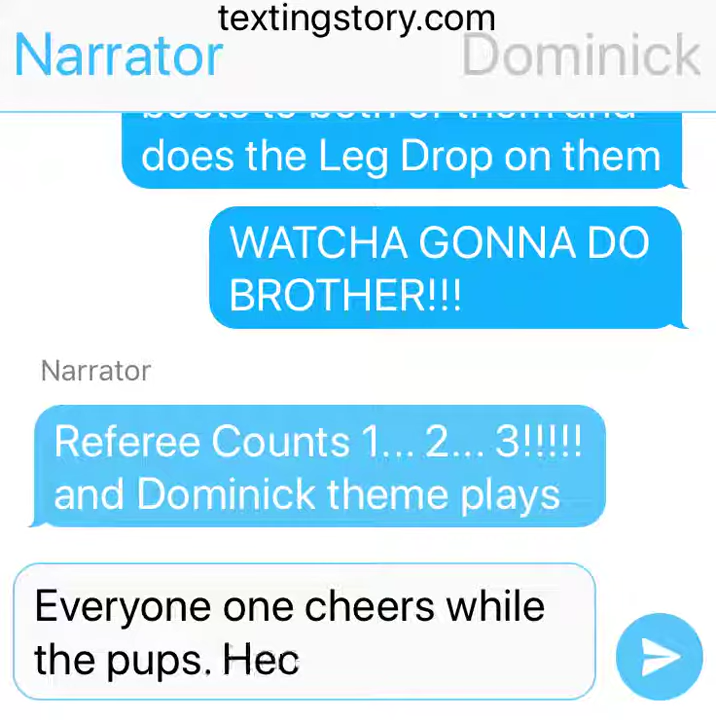 textingstory.com
Narrator Dominick
does the Leg Drop on them
WATCHA GONNA DO
BROTHER!!!
Narrator
Referee Counts 1... 2... 3!!!!!
and Dominick theme plays
Everyone one cheers while
the pups. Hec